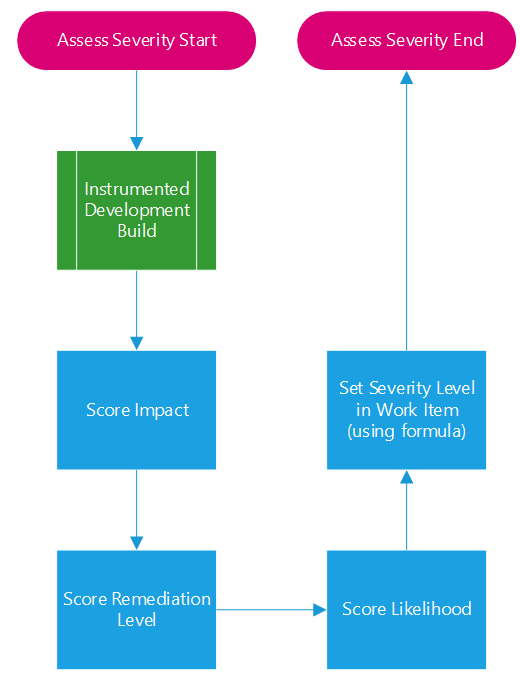 Assess Severity Start
Assess Severity End
Instrumented
Development
Build
Score Impact
Set Severity Level
in Work Item
(using formula)
Score Remediation
Level
Score Likelihood